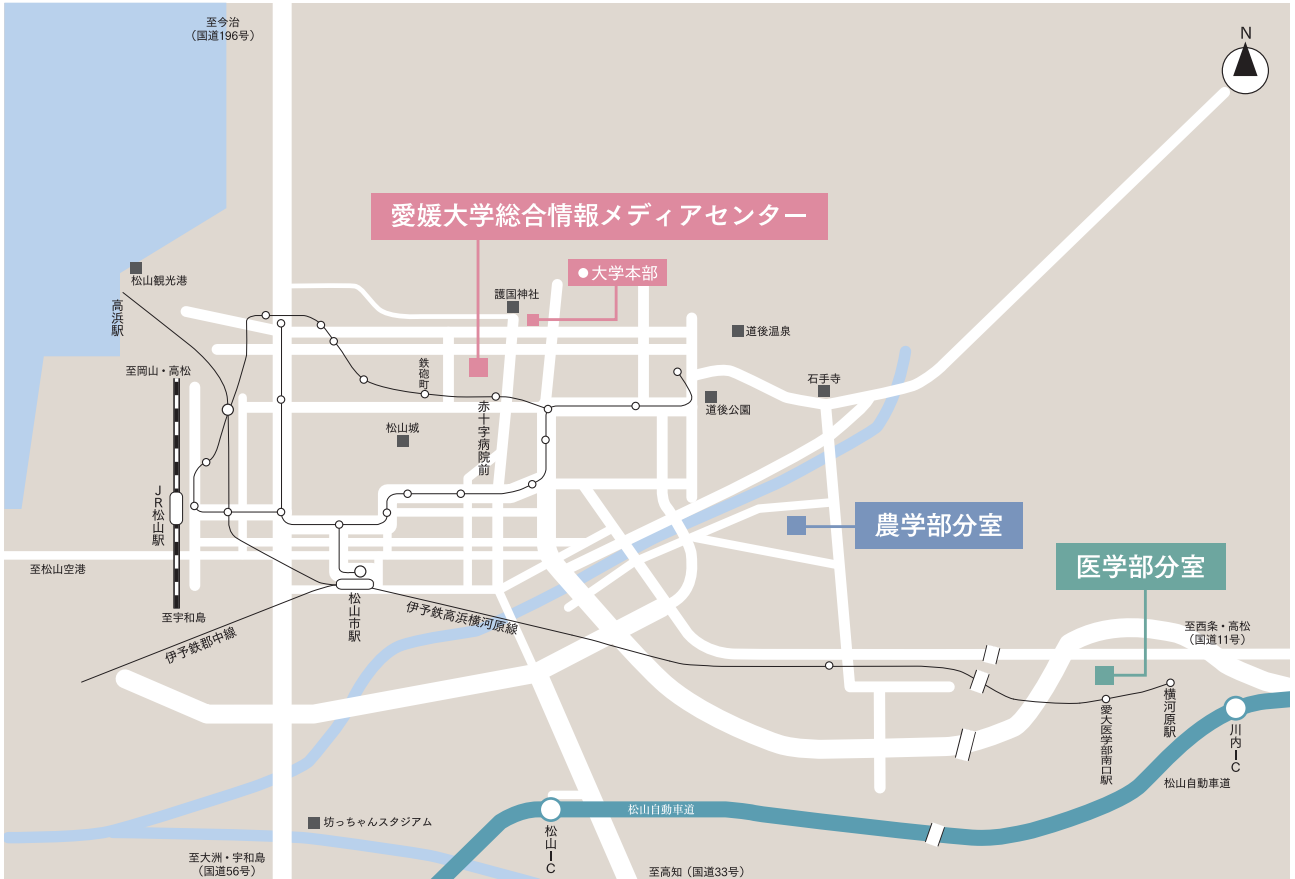 至今治
(国道196号)
N
愛媛大学総合情報メディアセンター
大学本部
松山観光港
護国神社
高浜駅
道後温泉
至岡山・高松
鉄砲町
石手寺
道後公園
赤十字病院前
松山城
JR松山駅
農学部分室
医学部分室
至松山空港
松山市駅
至宇和島
伊予鉄高浜横河原線
伊予鉄郡中線
至西条・高松
(国道11号)
横河原駅
愛大医学部南口駅
川内IC
松山自動車道
松山自動車道
坊っちゃんスタジアム
松山IC
至大洲・宇和島
(国道56号)
至高知(国道33号)